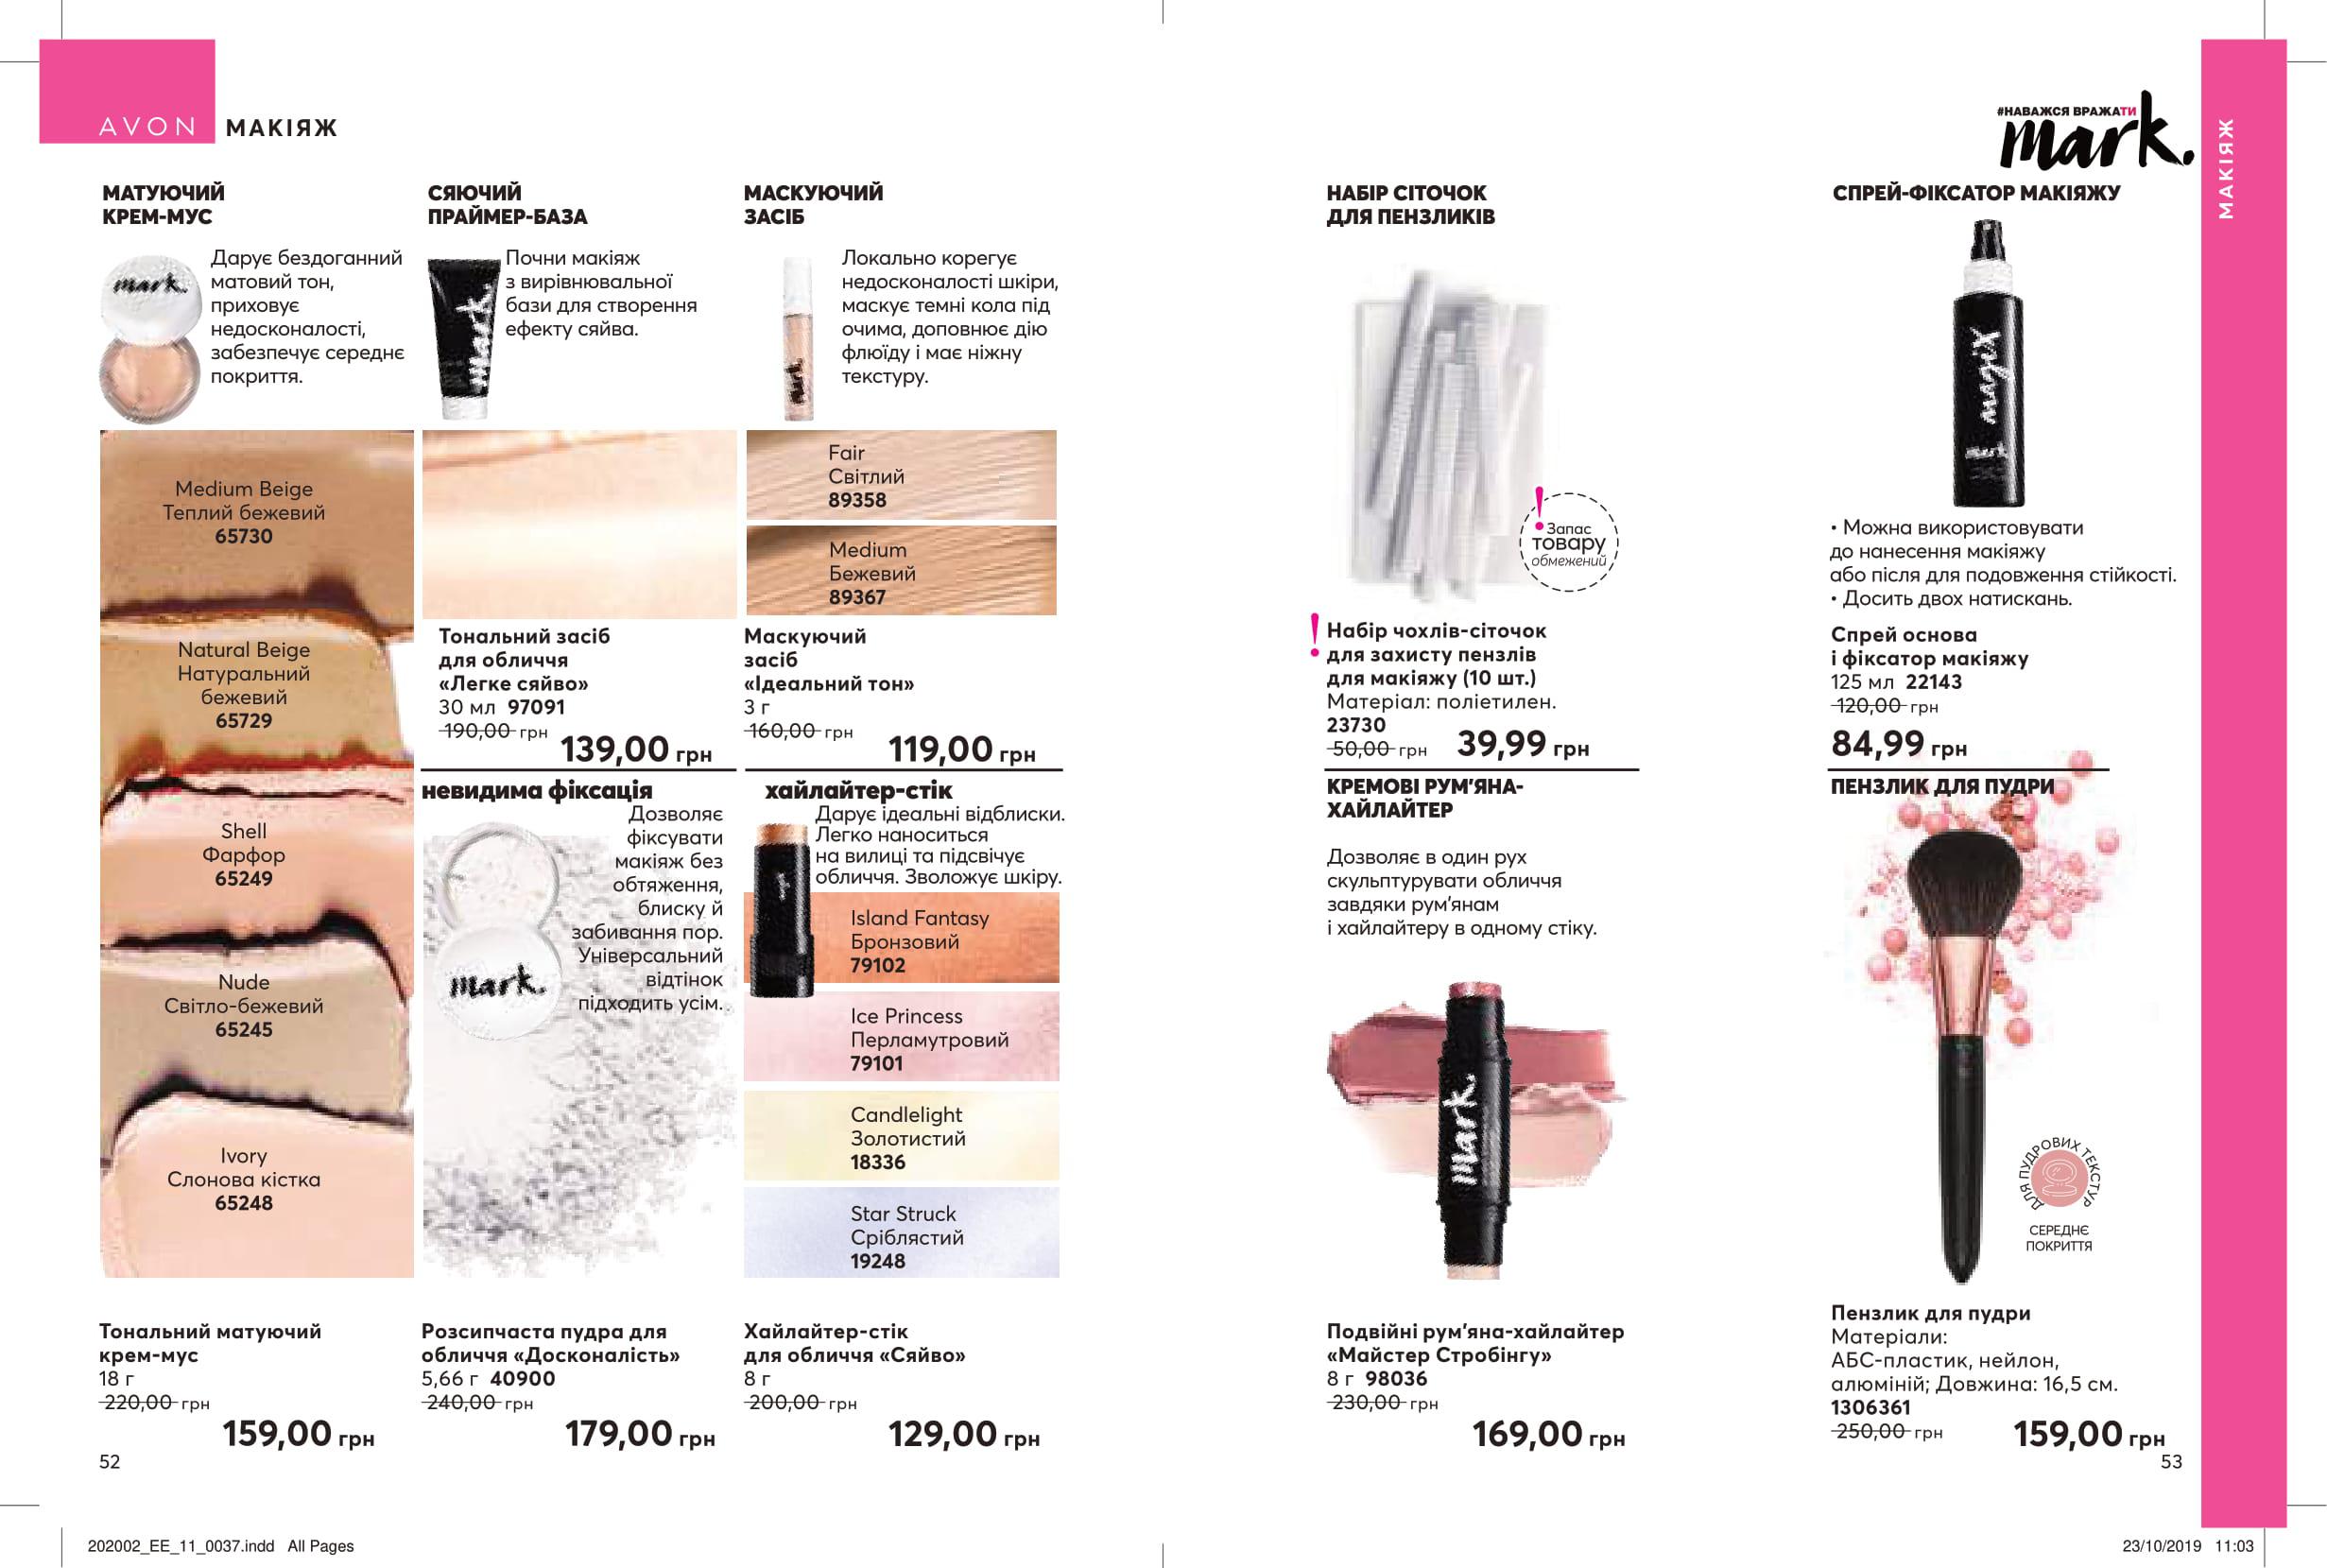 AVON МАКІЯЖ
МАТУЮЧИЙ
КРЕМ-МУС
mark.
Дарує бездоганний
матовий тон,
приховує
недосконалості,
забезпечує середнє
покриття.
Medium Beige
Теплий бежевий
65730
Natural Beige
Натуральний
бежевий
65729
Shell
Фарфор
65249
Nude
Світло-бежевий
65245
Ivory
Слонова кістка
65248
Тональний матуючий
крем-мус
18 г
220,00 грн
159,00 грн
52
СЯЮЧИЙ
ПРАЙМЕР-БАЗА
mark.
Почни макіяж
з вирівнювальної
бази для створення
ефекту сяйва.
Тональний засіб
для обличчя
«Легке сяйво»
30 мл 97091
190,00 грн
139,00 грн
невидима фіксація
Дозволяє
фіксувати
макіяж без
обтяження,
блиску й
забивання пор.
Універсальний
відтінок
підходить усім.
mark.
Розсипчаста пудра для
обличчя «Досконалість»
5,66 г 40900
240,00 грн
179,00 грн
МАСКУЮЧИЙ
ЗАСІБ
mark.
Локально корегує
недосконалості шкіри,
маскує темні кола під
очима, доповнює дію
флюїду і має ніжну
текстуру.
Fair
Світлий
89358
Medium
Бежевий
89367
Маскуючий
засіб
«Ідеальний тон»
3 г
160,00 грн
119,00 грн
хайлайтер-стік
Дарує ідеальні відблиски.
Легко наноситься
на вилиці та підсвічує
обличчя. Зволожує шкіру.
Island Fantasy
Бронзовий
79102
Ice Princess
Перламутровий
79101
Candlelight
Золотистий
18336
Star Struck
Сріблястий
19248
Хайлайтер-стік
для обличчя «Сяйво»
8 г
200,00 грн
129,00 грн
#НАВАЖСЯ ВРАЖАТИ
mark.
МАКІЯЖ
НАБІР СІТОЧОК
ДЛЯ ПЕНЗЛИКІВ
! Запас
товару
обмежений
! Набір чохлів-сіточок
для захисту пензлів
для макіяжу (10 шт.)
Матеріал: поліетилен.
23730
50,00 грн 39,99 грн
КРЕМОВІ РУМ'ЯНА-
ХАЙЛАЙТЕР
Дозволяє в один рух
скульптурувати обличчя
завдяки рум'янам
і хайлайтеру в одному стіку.
mark.
Подвійні рум'яна-хайлайтер
«Майстер Стробінгу»
8 г 98036
230,00 грн
169,00 грн
СПРЕЙ-ФІКСАТОР МАКІЯЖУ
magiX
• Можна використовувати
до нанесення макіяжу
або після для подовження стійкості.
• Досить двох натискань.
Спрей основа
і фіксатор макіяжу
125 мл 22143
120,00 грн
84,99 грн
ПЕНЗЛИК ДЛЯ ПУДРИ
ДЛЯ ПУДРОВИХ ТЕКСТУР
СЕРЕДНЄ
ПОКРИТТЯ
Пензлик для пудри
Матеріали:
АБС-пластик, нейлон,
алюміній; Довжина: 16,5 см.
1306361
250,00 грн 159,00 грн
53
202002_EE_11_0037.indd All Pages
23/10/2019 11:03